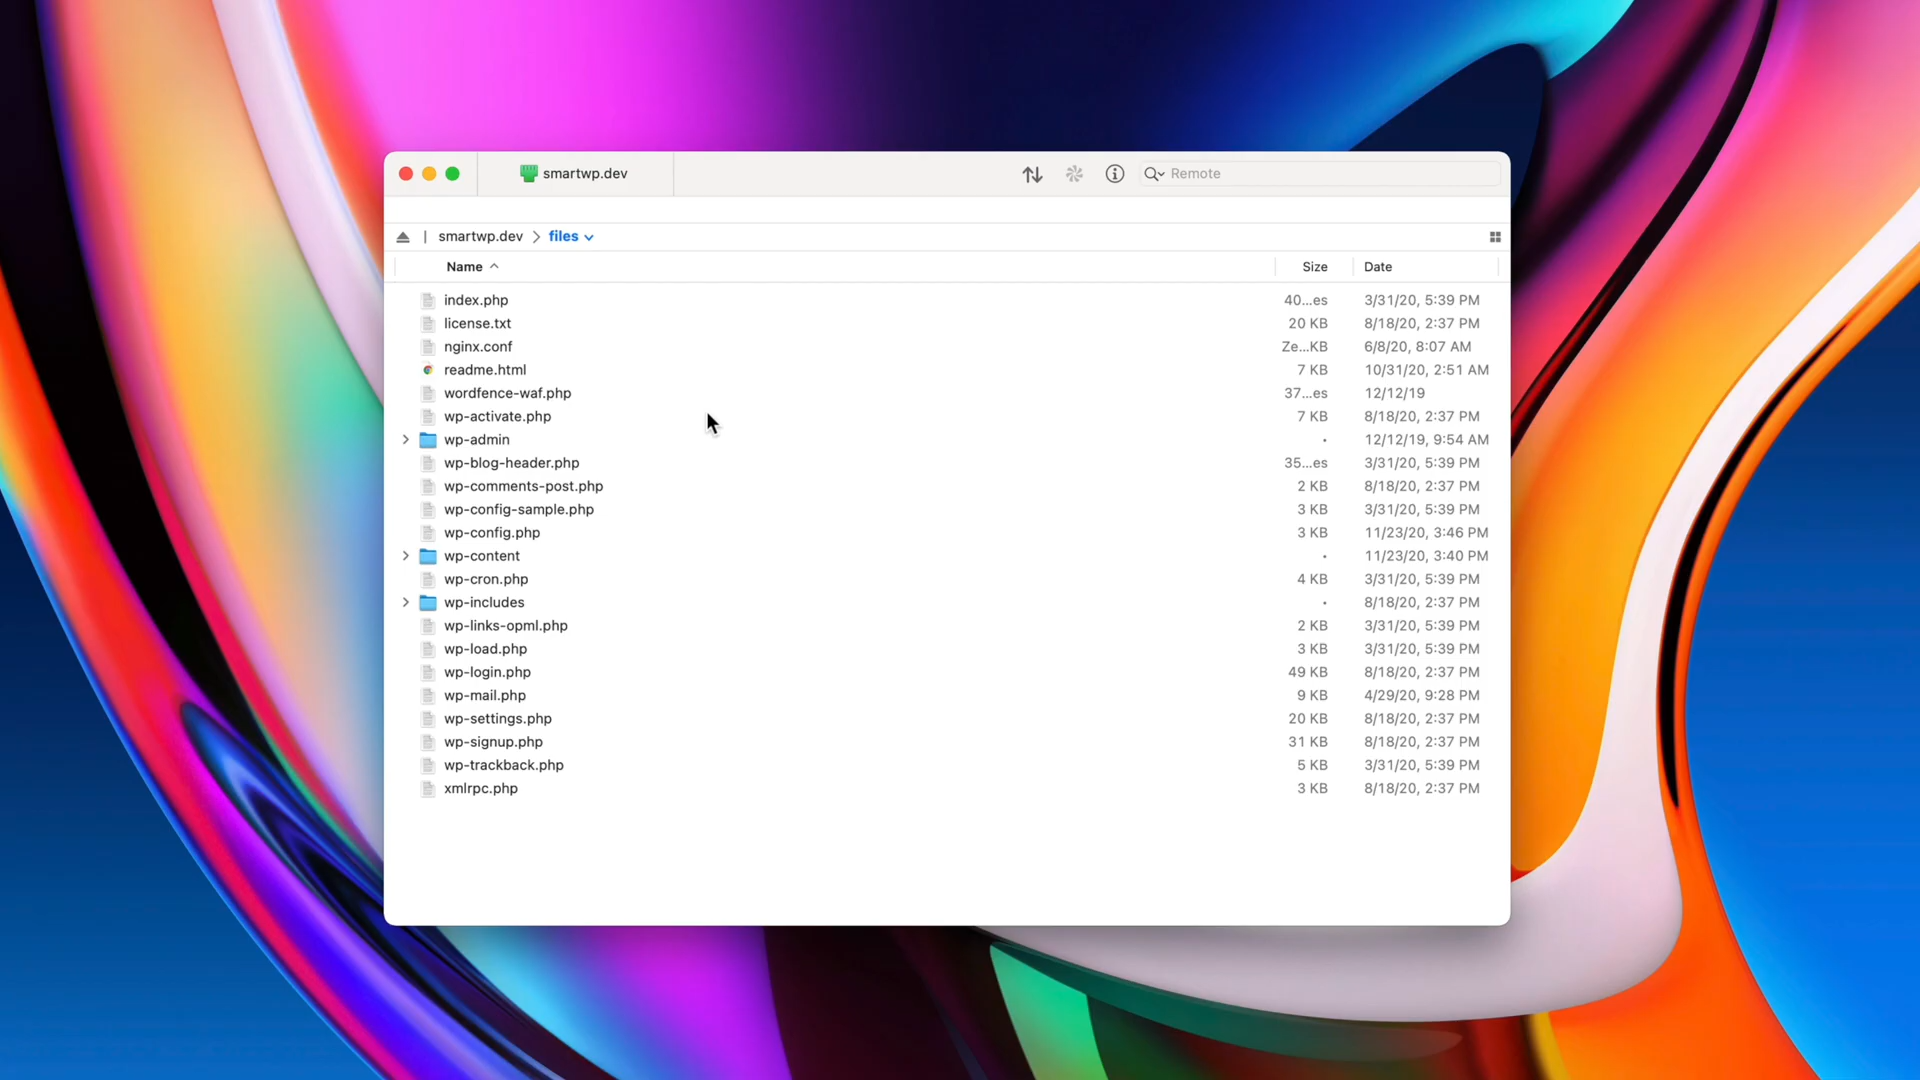 smartwp.dev
Remote
smartwp.dev > files
Name Size Date
index.php 40...es 3/31/20, 5:39 PM
license.txt 20 KB 8/18/20, 2:37 PM
nginx.conf Ze...KB 6/8/20, 8:07 AM
readme.html 7 KB 10/31/20, 2:51 AM
wordfence-waf.php 37...es 12/12/19
wp-activate.php 7 KB 8/18/20, 2:37 PM
wp-admin · 12/12/19, 9:54 AM
wp-blog-header.php 35...es 3/31/20, 5:39 PM
wp-comments-post.php 2 KB 8/18/20, 2:37 PM
wp-config-sample.php 3 KB 3/31/20, 5:39 PM
wp-config.php 3 KB 11/23/20, 3:46 PM
wp-content · 11/23/20, 3:40 PM
wp-cron.php 4 KB 3/31/20, 5:39 PM
wp-includes · 8/18/20, 2:37 PM
wp-links-opml.php 2 KB 3/31/20, 5:39 PM
wp-load.php 3 KB 3/31/20, 5:39 PM
wp-login.php 49 KB 8/18/20, 2:37 PM
wp-mail.php 9 KB 4/29/20, 9:28 PM
wp-settings.php 20 KB 8/18/20, 2:37 PM
wp-signup.php 31 KB 8/18/20, 2:37 PM
wp-trackback.php 5 KB 3/31/20, 5:39 PM
xmlrpc.php 3 KB 8/18/20, 2:37 PM